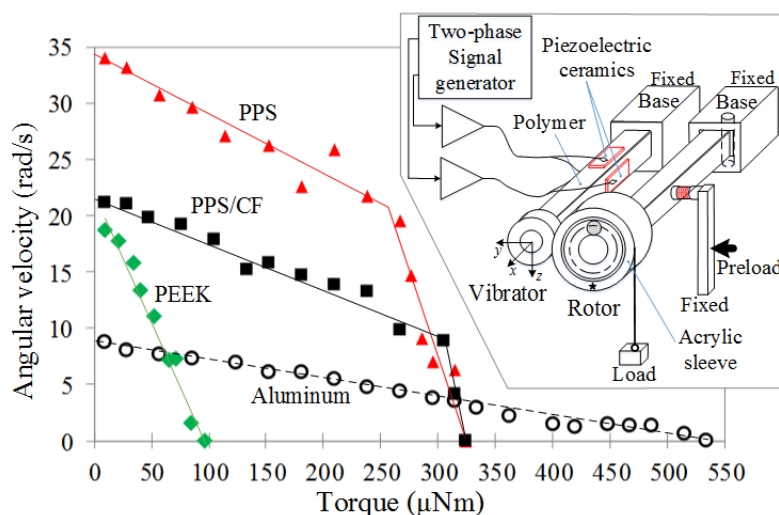 Angular velocity (rad/s)
35
30
25
20
15
10
5
0
0
50
100
150
200
250
300
350
400
450
500
550
Torque (μNm)
PPS
PPS/CF
PEEK
Aluminum
Two-phase
Signal
generator
Piezoelectric
ceramics
Polymer
Fixed
Base
Fixed
Base
y
x
z
Vibrator
Rotor
Preload
Fixed
Acrylic
sleeve
Load